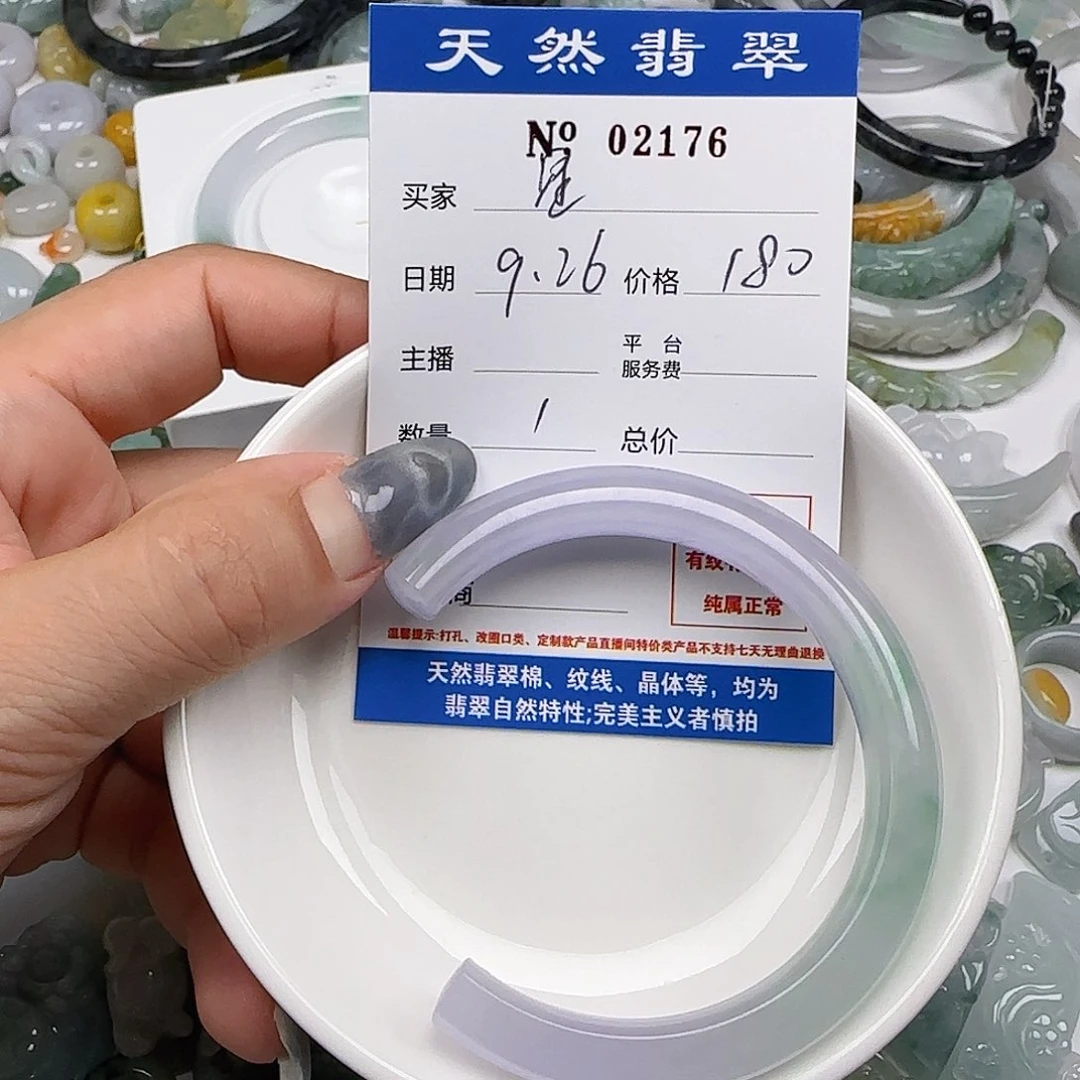 天然翡翠
No 02176
买家
日期 9.26 价格 180
主播 平台服务费
数量 1 总价
有纹
纯属正常
商
温馨提示:打孔、改圈口类、定制款产品直播间特价类产品不支持七天无理由退换
天然翡翠棉、纹线、晶体等，均为
翡翠自然特性;完美主义者慎拍